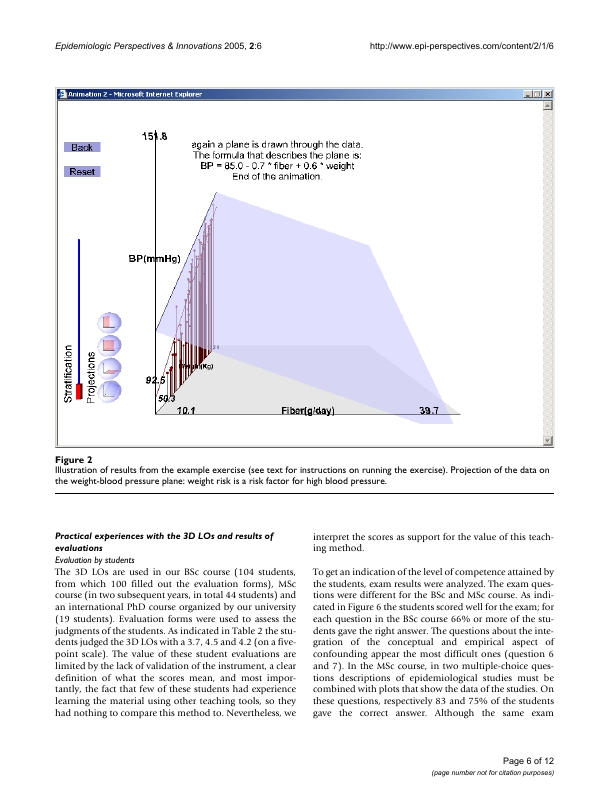 Epidemiologic Perspectives & Innovations 2005, 2:6
http://www.epi-perspectives.com/content/2/1/6
Animation 2 - Microsoft Internet Explorer
Back
Reset
151.8
again a plane is drawn through the data.
The formula that describes the plane is:
BP = 85.0 - 0.7 * fiber + 0.6 * weight
End of the animation.
BP(mmHg)
Stratification
Projections
92.5
50.3
10.1
Fiber(g/day)
39.7
Figure 2
Illustration of results from the example exercise (see text for instructions on running the exercise). Projection of the data on
the weight-blood pressure plane: weight risk is a risk factor for high blood pressure.
Practical experiences with the 3D LOs and results of
evaluations
Evaluation by students
The 3D LOs are used in our BSc course (104 students,
from which 100 filled out the evaluation forms), MSc
course (in two subsequent years, in total 44 students) and
an international PhD course organized by our university
(19 students). Evaluation forms were used to assess the
judgments of the students. As indicated in Table 2 the stu-
dents judged the 3D LOs with a 3.7, 4.5 and 4.2 (on a five-
point scale). The value of these student evaluations are
limited by the lack of validation of the instrument, a clear
definition of what the scores mean, and most impor-
tantly, the fact that few of these students had experience
learning the material using other teaching tools, so they
had nothing to compare this method to. Nevertheless, we
interpret the scores as support for the value of this teach-
ing method.
To get an indication of the level of competence attained by
the students, exam results were analyzed. The exam ques-
tions were different for the BSc and MSc course. As indi-
cated in Figure 6 the students scored well for the exam; for
each question in the BSc course 66% or more of the stu-
dents gave the right answer. The questions about the inte-
gration of the conceptual and empirical aspect of
confounding appear the most difficult ones (question 6
and 7). In the MSc course, in two multiple-choice ques-
tions descriptions of epidemiological studies must be
combined with plots that show the data of the studies. On
these questions, respectively 83 and 75% of the students
gave the correct answer. Although the same exam
Page 6 of 12
(page number not for citation purposes)